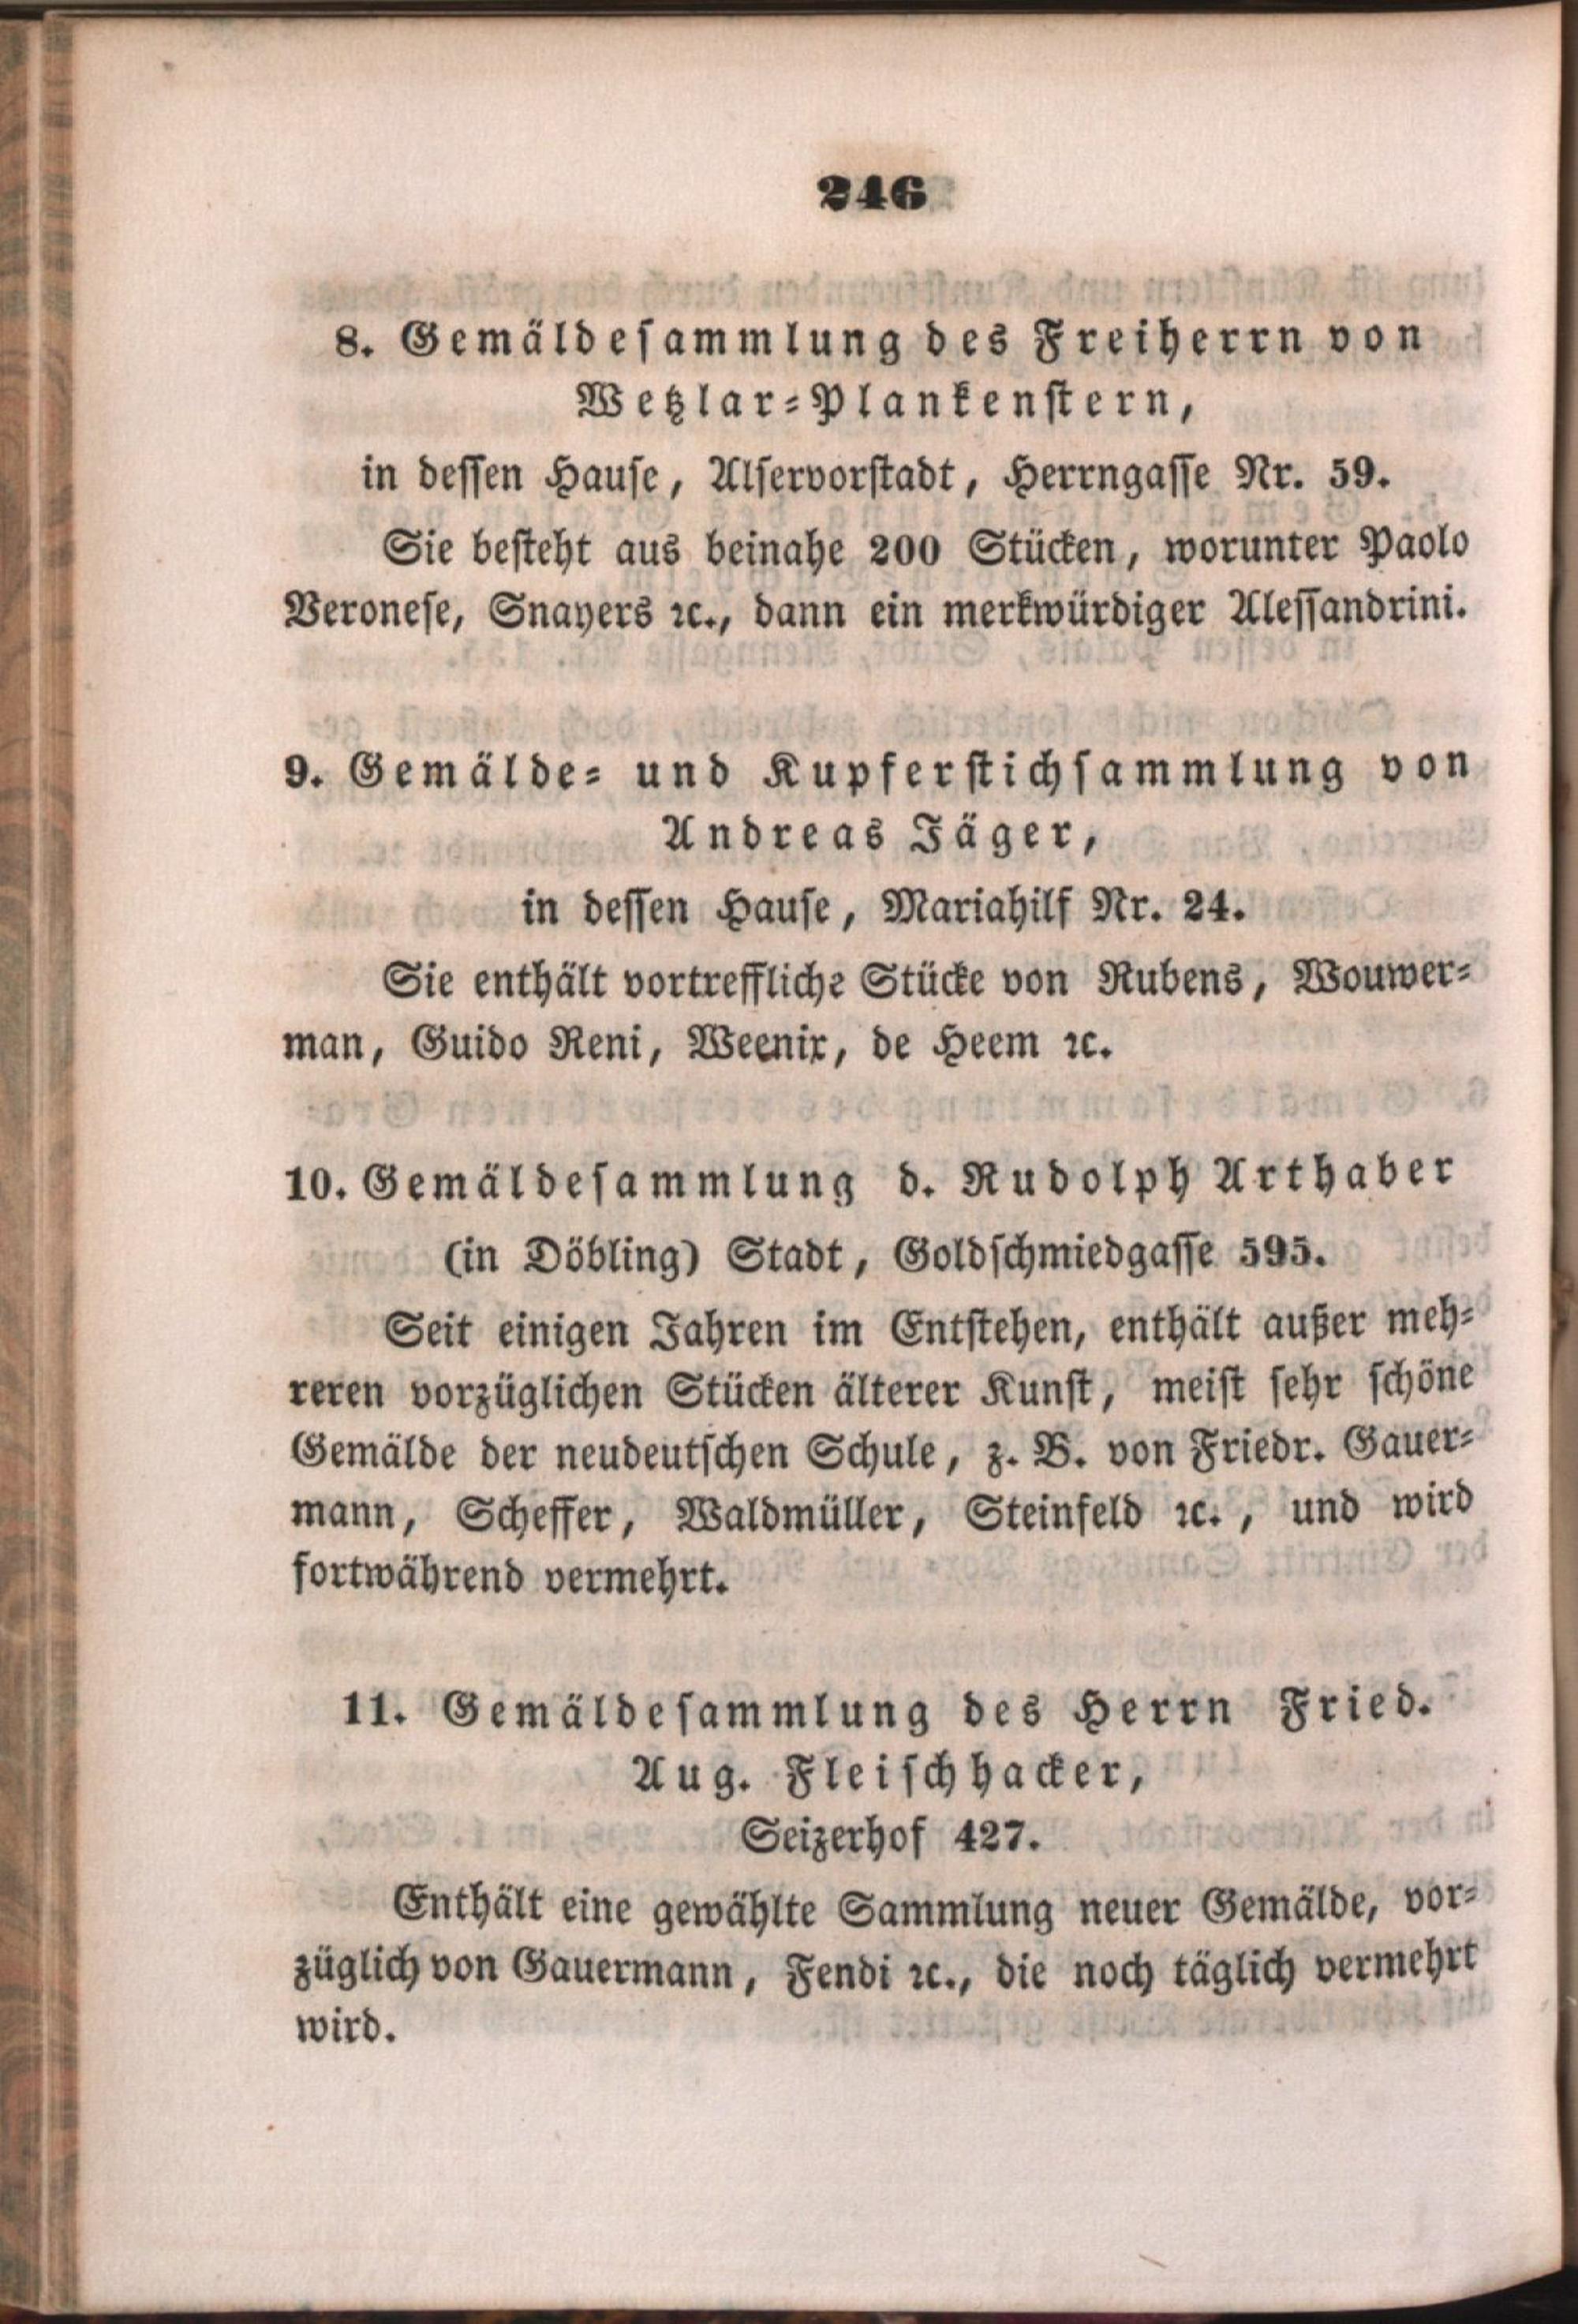 246
8. Gemäldesammlung des Freiherrn von
Wetzlar-Plankenstern,
in dessen Hause, Alservorstadt, Herrngasse Nr. 59.
Sie besteht aus beinahe 200 Stücken, worunter Paolo
Veronese, Snayers ꝛc., dann ein merkwürdiger Alessandrini.
9. Gemälde- und Kupferstichsammlung von
Andreas Jäger,
in dessen Hause, Mariahilf Nr. 24.
Sie enthält vortreffliche Stücke von Rubens, Wouwer-
man, Guido Reni, Weenix, de Heem ꝛc.
10. Gemäldesammlung d. Rudolph Arthaber
(in Döbling) Stadt, Goldschmiedgasse 595.
Seit einigen Jahren im Entstehen, enthält außer meh-
reren vorzüglichen Stücken älterer Kunst, meist sehr schöne
Gemälde der neudeutschen Schule, z. B. von Friedr. Gauer-
mann, Scheffer, Waldmüller, Steinfeld ꝛc., und wird
fortwährend vermehrt.
11. Gemäldesammlung des Herrn Fried.
Aug. Fleischhacker,
Seizerhof 427.
Enthält eine gewählte Sammlung neuer Gemälde, vor-
züglich von Gauermann, Fendi ꝛc., die noch täglich vermehrt
wird.